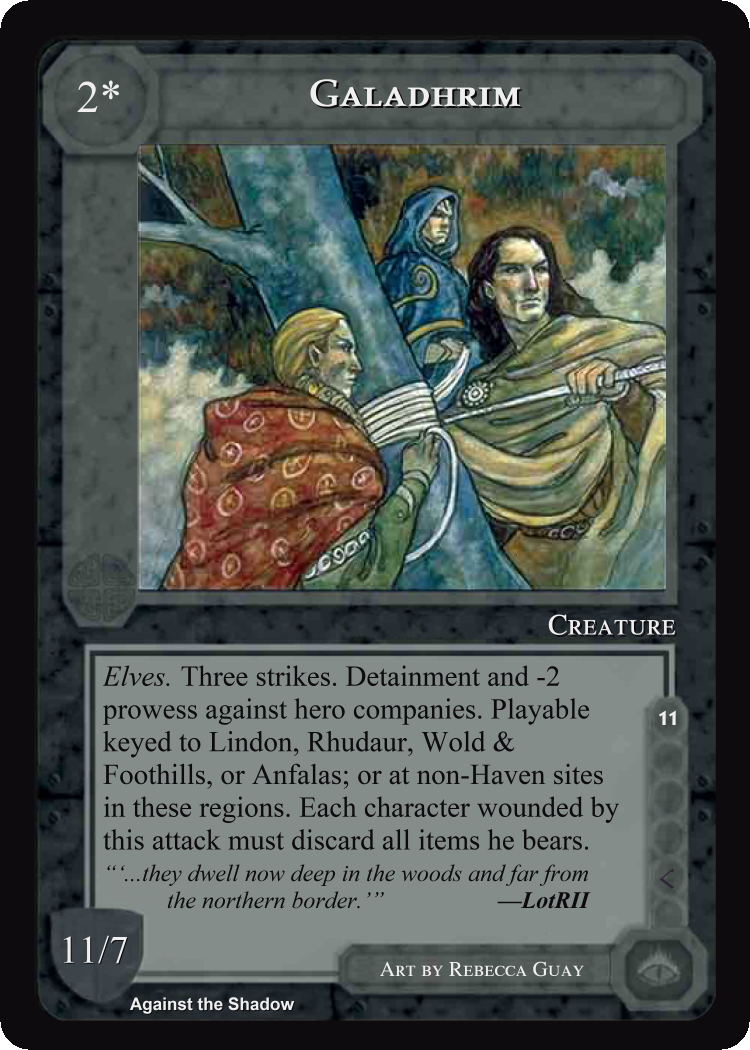 2*
GALADHRIM
CREATURE
Elves. Three strikes. Detainment and -2
prowess against hero companies. Playable
keyed to Lindon, Rhudaur, Wold &
Foothills, or Anfalas; or at non-Haven sites
in these regions. Each character wounded by
this attack must discard all items he bears.
“‘...they dwell now deep in the woods and far from
the northern border.’” —LotRII
11
11/7
ART BY REBECCA GUAY
Against the Shadow